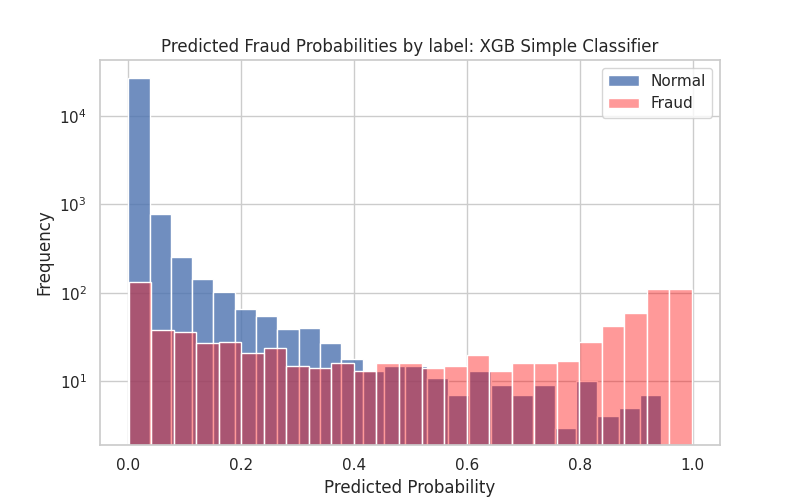 Predicted Fraud Probabilities by label: XGB Simple Classifier
Normal
Fraud
10⁴
10³
10²
10¹
Frequency
0.0 0.2 0.4 0.6 0.8 1.0
Predicted Probability